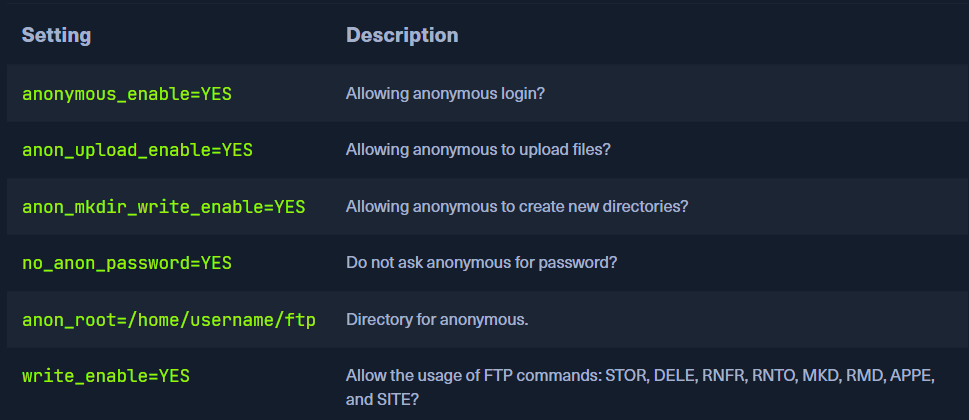 Setting Description
anonymous_enable=YES Allowing anonymous login?
anon_upload_enable=YES Allowing anonymous to upload files?
anon_mkdir_write_enable=YES Allowing anonymous to create new directories?
no_anon_password=YES Do not ask anonymous for password?
anon_root=/home/username/ftp Directory for anonymous.
write_enable=YES Allow the usage of FTP commands: STOR, DELE, RNFR, RNTO, MKD, RMD, APPE,
and SITE?